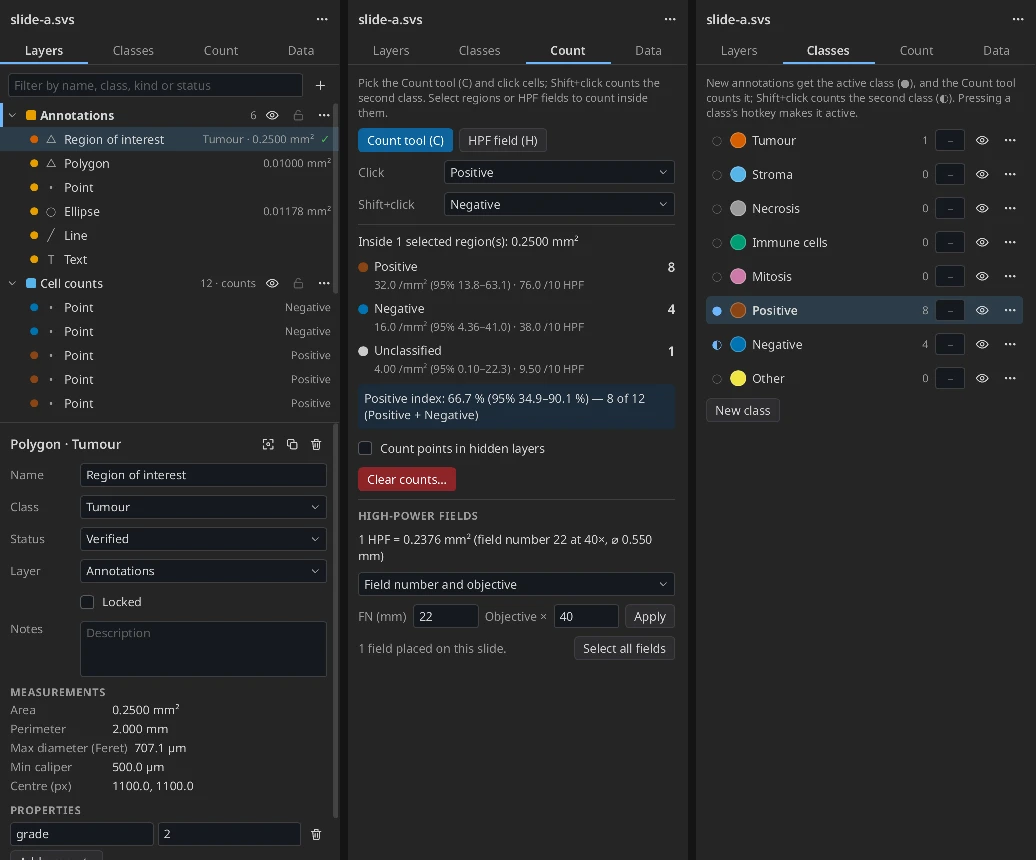 slide-a.svs
Layers Classes Count Data
Filter by name, class, kind or status
Annotations 6
Region of interest Tumour · 0.2500 mm² ✓
Polygon 0.01000 mm²
Point
Ellipse 0.01178 mm²
Line
T Text
Cell counts 12 · counts
Point Negative
Point Negative
Point Positive
Point Positive
Point Positive
Polygon · Tumour
Name Region of interest
Class Tumour
Status Verified
Layer Annotations
Locked
Notes Description
MEASUREMENTS
Area 0.2500 mm²
Perimeter 2.000 mm
Max diameter (Feret) 707.1 µm
Min caliper 500.0 µm
Centre (px) 1100.0, 1100.0
PROPERTIES
grade 2
slide-a.svs
Layers Classes Count Data
Pick the Count tool (C) and click cells; Shift+click counts the
second class. Select regions or HPF fields to count inside
them.
Count tool (C) HPF field (H)
Click Positive
Shift+click Negative
Inside 1 selected region(s): 0.2500 mm²
Positive 8
32.0 /mm² (95% 13.8–63.1) · 76.0 /10 HPF
Negative 4
16.0 /mm² (95% 4.36–41.0) · 38.0 /10 HPF
Unclassified 1
4.00 /mm² (95% 0.10–22.3) · 9.50 /10 HPF
Positive index: 66.7 % (95% 34.9–90.1 %) — 8 of 12
(Positive + Negative)
Count points in hidden layers
Clear counts…
HIGH-POWER FIELDS
1 HPF = 0.2376 mm² (field number 22 at 40×, ⌀ 0.550
mm)
Field number and objective
FN (mm) 22 Objective × 40 Apply
1 field placed on this slide. Select all fields
slide-a.svs
Layers Classes Count Data
New annotations get the active class (●), and the Count tool
counts it; Shift+click counts the second class (◐). Pressing a
class's hotkey makes it active.
Tumour 1 –
Stroma 0 –
Necrosis 0 –
Immune cells 0 –
Mitosis 0 –
Positive 8 –
Negative 4 –
Other 0 –
New class